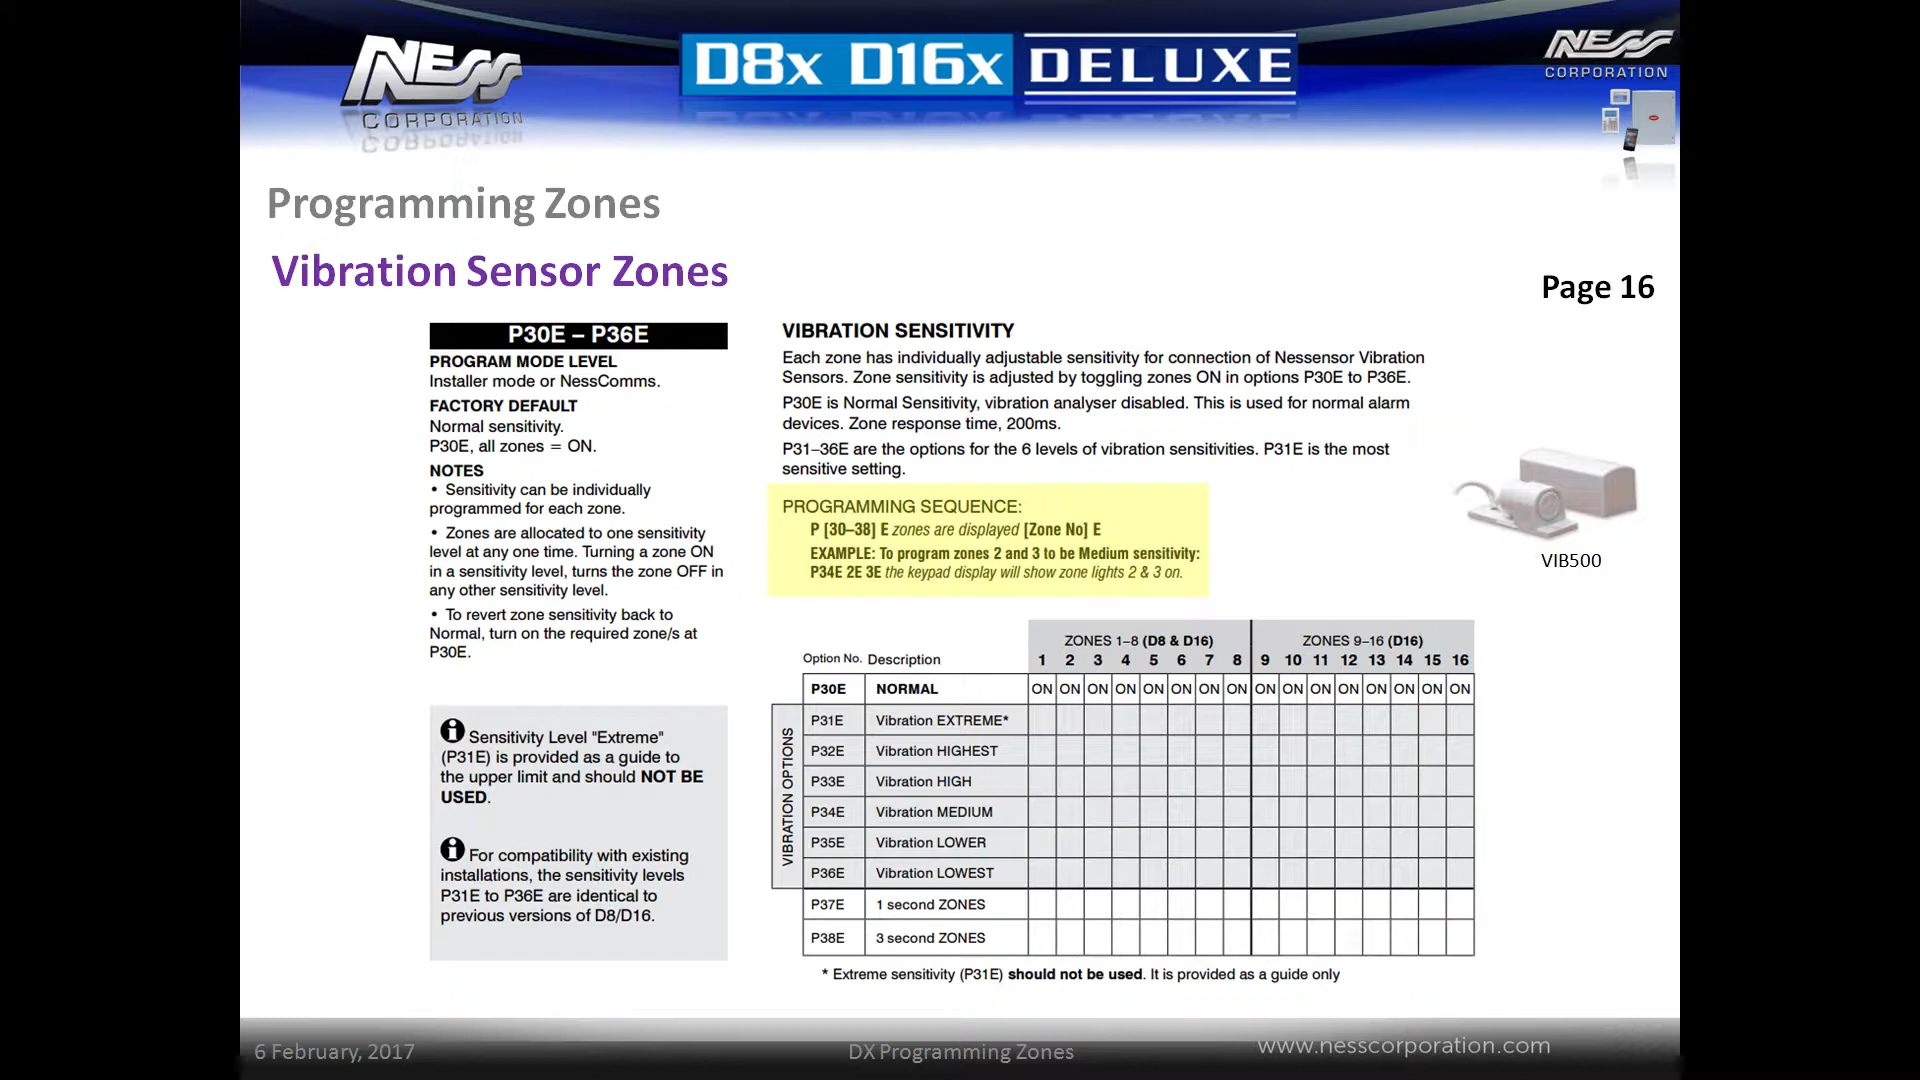 NESS
CORPORATION
D8x D16x DELUXE
NESS
CORPORATION
Programming Zones
Vibration Sensor Zones
Page 16
P30E – P36E
PROGRAM MODE LEVEL
Installer mode or NessComms.
FACTORY DEFAULT
Normal sensitivity.
P30E, all zones = ON.
NOTES
• Sensitivity can be individually
programmed for each zone.
• Zones are allocated to one sensitivity
level at any one time. Turning a zone ON
in a sensitivity level, turns the zone OFF in
any other sensitivity level.
• To revert zone sensitivity back to
Normal, turn on the required zone/s at
P30E.
Sensitivity Level "Extreme"
(P31E) is provided as a guide to
the upper limit and should NOT BE
USED.
For compatibility with existing
installations, the sensitivity levels
P31E to P36E are identical to
previous versions of D8/D16.
VIBRATION SENSITIVITY
Each zone has individually adjustable sensitivity for connection of Nessensor Vibration
Sensors. Zone sensitivity is adjusted by toggling zones ON in options P30E to P36E.
P30E is Normal Sensitivity, vibration analyser disabled. This is used for normal alarm
devices. Zone response time, 200ms.
P31–36E are the options for the 6 levels of vibration sensitivities. P31E is the most
sensitive setting.
PROGRAMMING SEQUENCE:
P [30–38] E zones are displayed [Zone No] E
EXAMPLE: To program zones 2 and 3 to be Medium sensitivity:
P34E 2E 3E the keypad display will show zone lights 2 & 3 on.
VIB500
ZONES 1–8 (D8 & D16) ZONES 9–16 (D16)
Option No. Description 1 2 3 4 5 6 7 8 9 10 11 12 13 14 15 16
P30E NORMAL ON ON ON ON ON ON ON ON ON ON ON ON ON ON ON ON
VIBRATION OPTIONS
P31E Vibration EXTREME*
P32E Vibration HIGHEST
P33E Vibration HIGH
P34E Vibration MEDIUM
P35E Vibration LOWER
P36E Vibration LOWEST
P37E 1 second ZONES
P38E 3 second ZONES
* Extreme sensitivity (P31E) should not be used. It is provided as a guide only
6 February, 2017
DX Programming Zones
www.nesscorporation.com